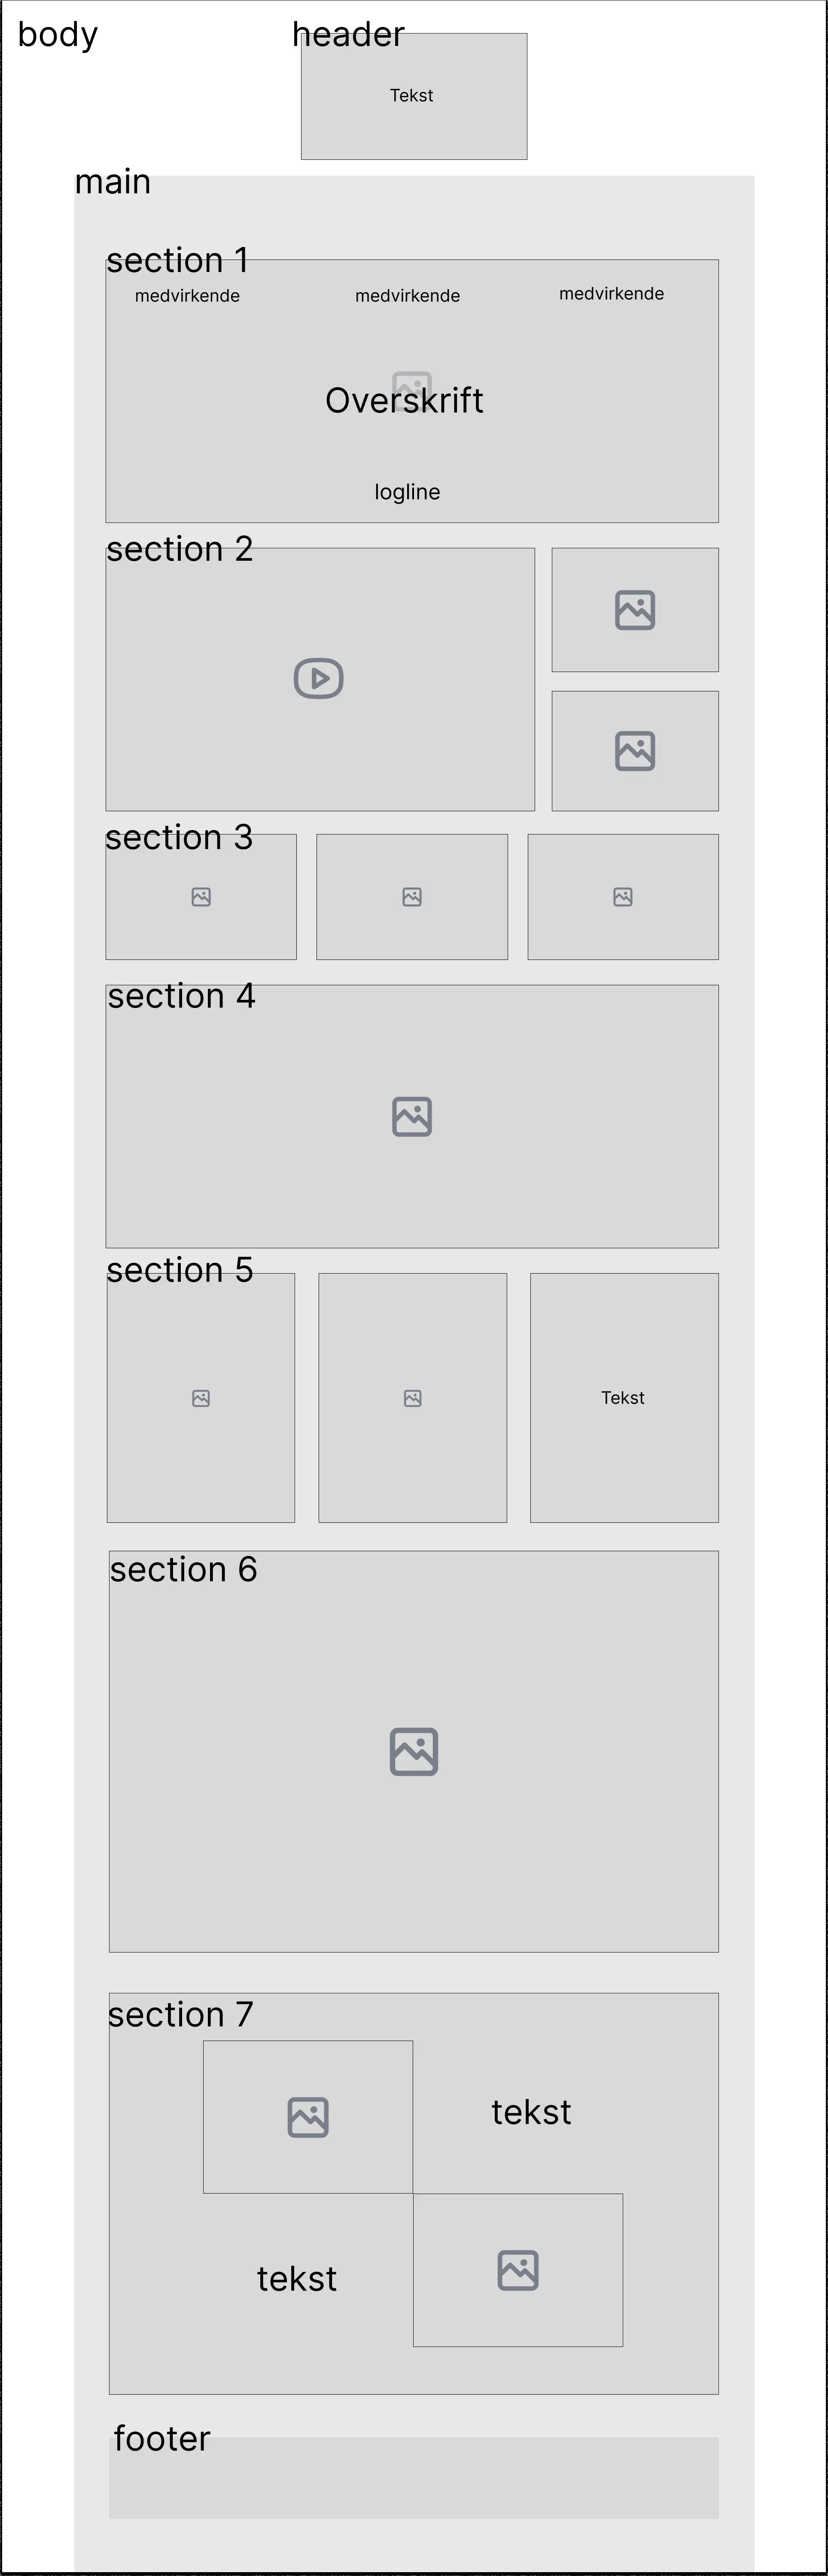 body
header
Tekst
main
section 1
medvirkende
medvirkende
medvirkende
Overskrift
logline
section 2
section 3
section 4
section 5
Tekst
section 6
section 7
tekst
tekst
footer